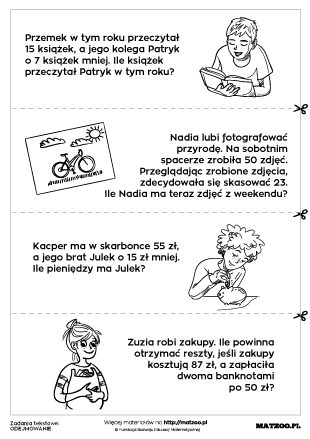 Przemek w tym roku przeczytał
15 książek, a jego kolega Patryk
o 7 książek mniej. Ile książek
przeczytał Patryk w tym roku?
Nadia lubi fotografować
przyrodę. Na sobotnim
spacerze zrobiła 50 zdjęć.
Przeglądając zrobione zdjęcia,
zdecydowała się skasować 23.
Ile Nadia ma teraz zdjęć z weekendu?
Kacper ma w skarbonce 55 zł,
a jego brat Julek o 15 zł mniej.
Ile pieniędzy ma Julek?
Zuzia robi zakupy. Ile powinna
otrzymać reszty, jeśli zakupy
kosztują 87 zł, a zapłaciła
dwoma banknotami
po 50 zł?
Zadania tekstowe:
ODEJMOWANIE
Więcej materiałów na http://matzoo.pl
© Fundacja Rozwoju Edukacji Matematycznej
MATZOO.PL